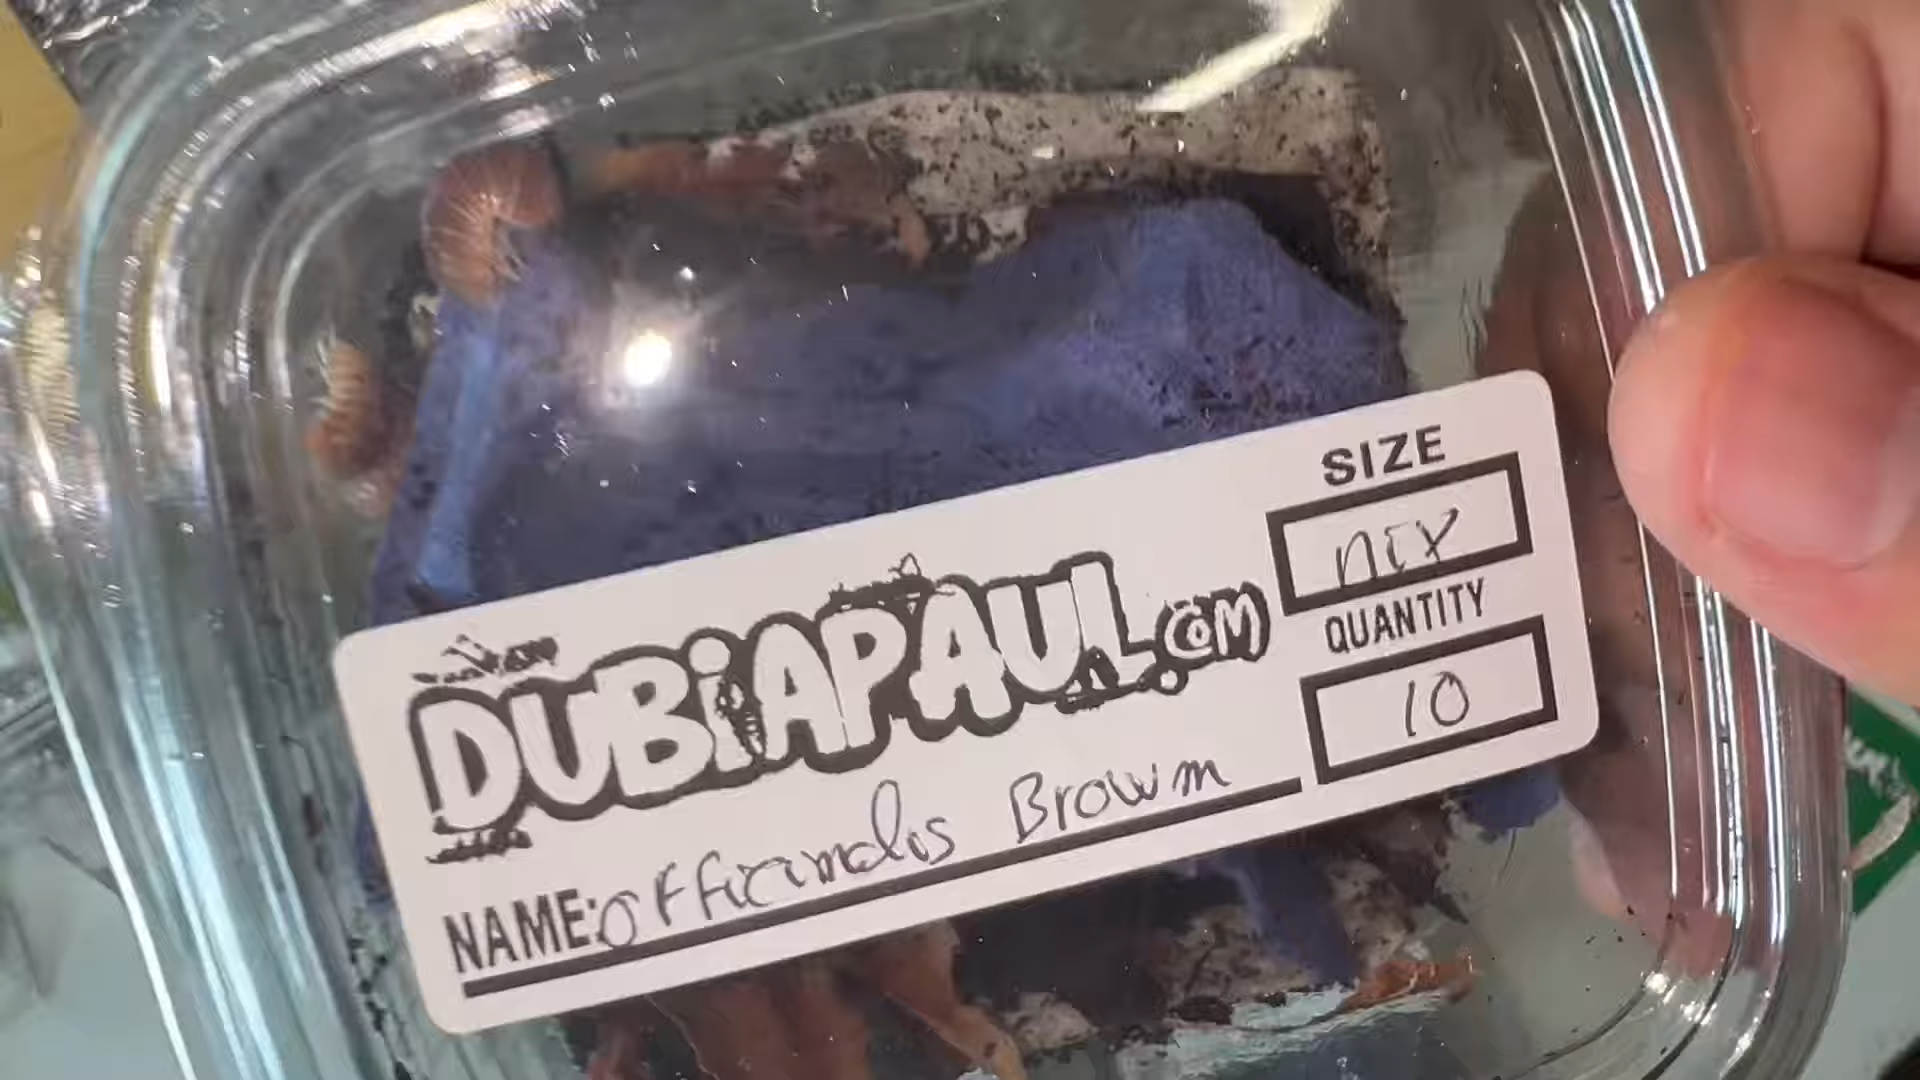 SIZE
mix
QUANTITY
10
DUBiAPAUL.COM
NAME: officinalis Brown